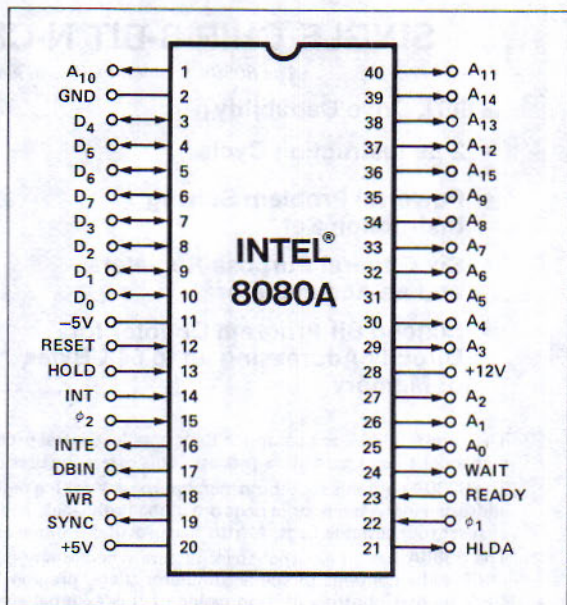 A10 1 40 A11
GND 2 39 A14
D4 3 38 A13
D5 4 37 A12
D6 5 36 A15
D7 6 35 A9
D3 7 34 A8
D2 8 33 A7
INTEL®
D1 9 32 A6
8080A
D0 10 31 A5
-5V 11 30 A4
RESET 12 29 A3
HOLD 13 28 +12V
INT 14 27 A2
ϕ2 15 26 A1
INTE 16 25 A0
DBIN 17 24 WAIT
W̅R̅ 18 23 READY
SYNC 19 22 ϕ1
+5V 20 21 HLDA